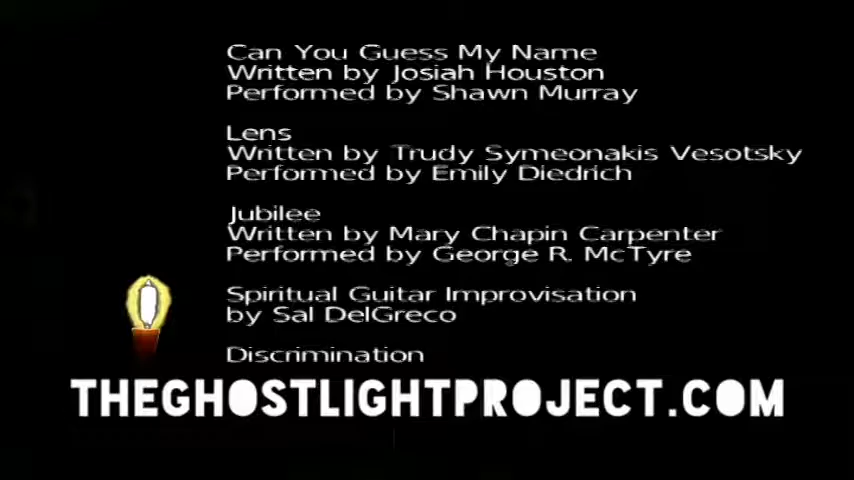 Can You Guess My Name
Written by Josiah Houston
Performed by Shawn Murray
Lens
Written by Trudy Symeonakis Vesotsky
Performed by Emily Diedrich
Jubilee
Written by Mary Chapin Carpenter
Performed by George R. McTyre
Spiritual Guitar Improvisation
by Sal DelGreco
Discrimination
THEGHOSTLIGHTPROJECT.COM